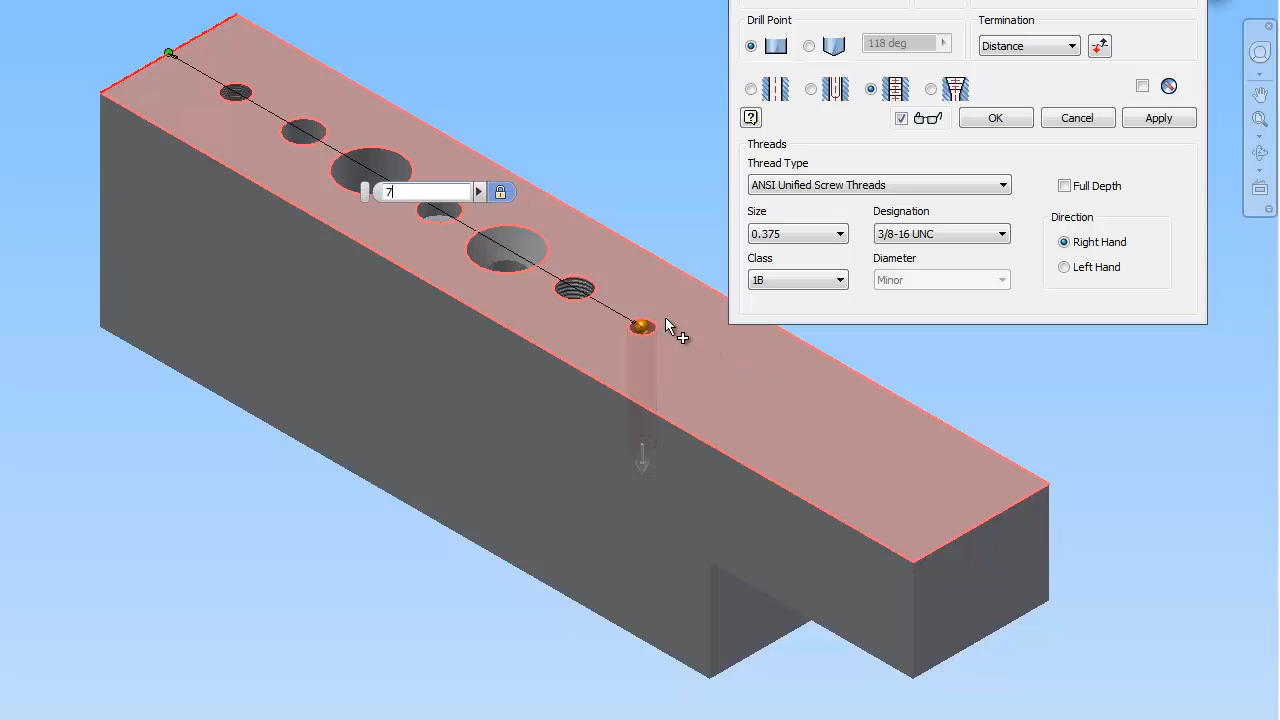 Drill Point
Termination
118 deg
Distance
?
OK
Cancel
Apply
Threads
Thread Type
ANSI Unified Screw Threads
Full Depth
Size
Designation
Direction
0.375
3/8-16 UNC
Right Hand
Class
Diameter
Left Hand
1B
Minor
7